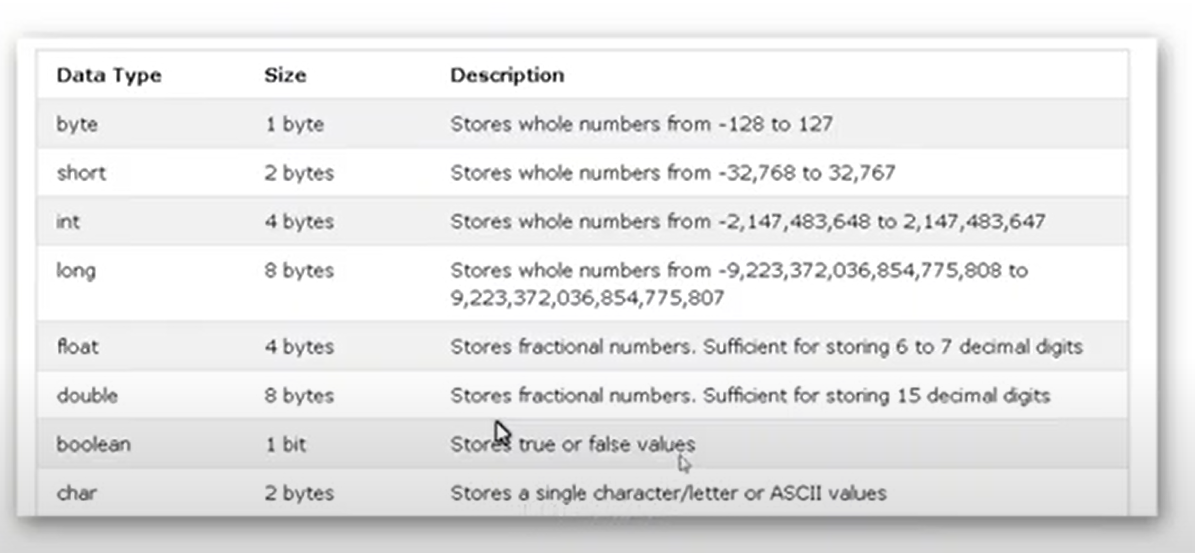 Data Type Size Description
byte 1 byte Stores whole numbers from -128 to 127
short 2 bytes Stores whole numbers from -32,768 to 32,767
int 4 bytes Stores whole numbers from -2,147,483,648 to 2,147,483,647
long 8 bytes Stores whole numbers from -9,223,372,036,854,775,808 to
9,223,372,036,854,775,807
float 4 bytes Stores fractional numbers. Sufficient for storing 6 to 7 decimal digits
double 8 bytes Stores fractional numbers. Sufficient for storing 15 decimal digits
boolean 1 bit Stores true or false values
char 2 bytes Stores a single character/letter or ASCII values